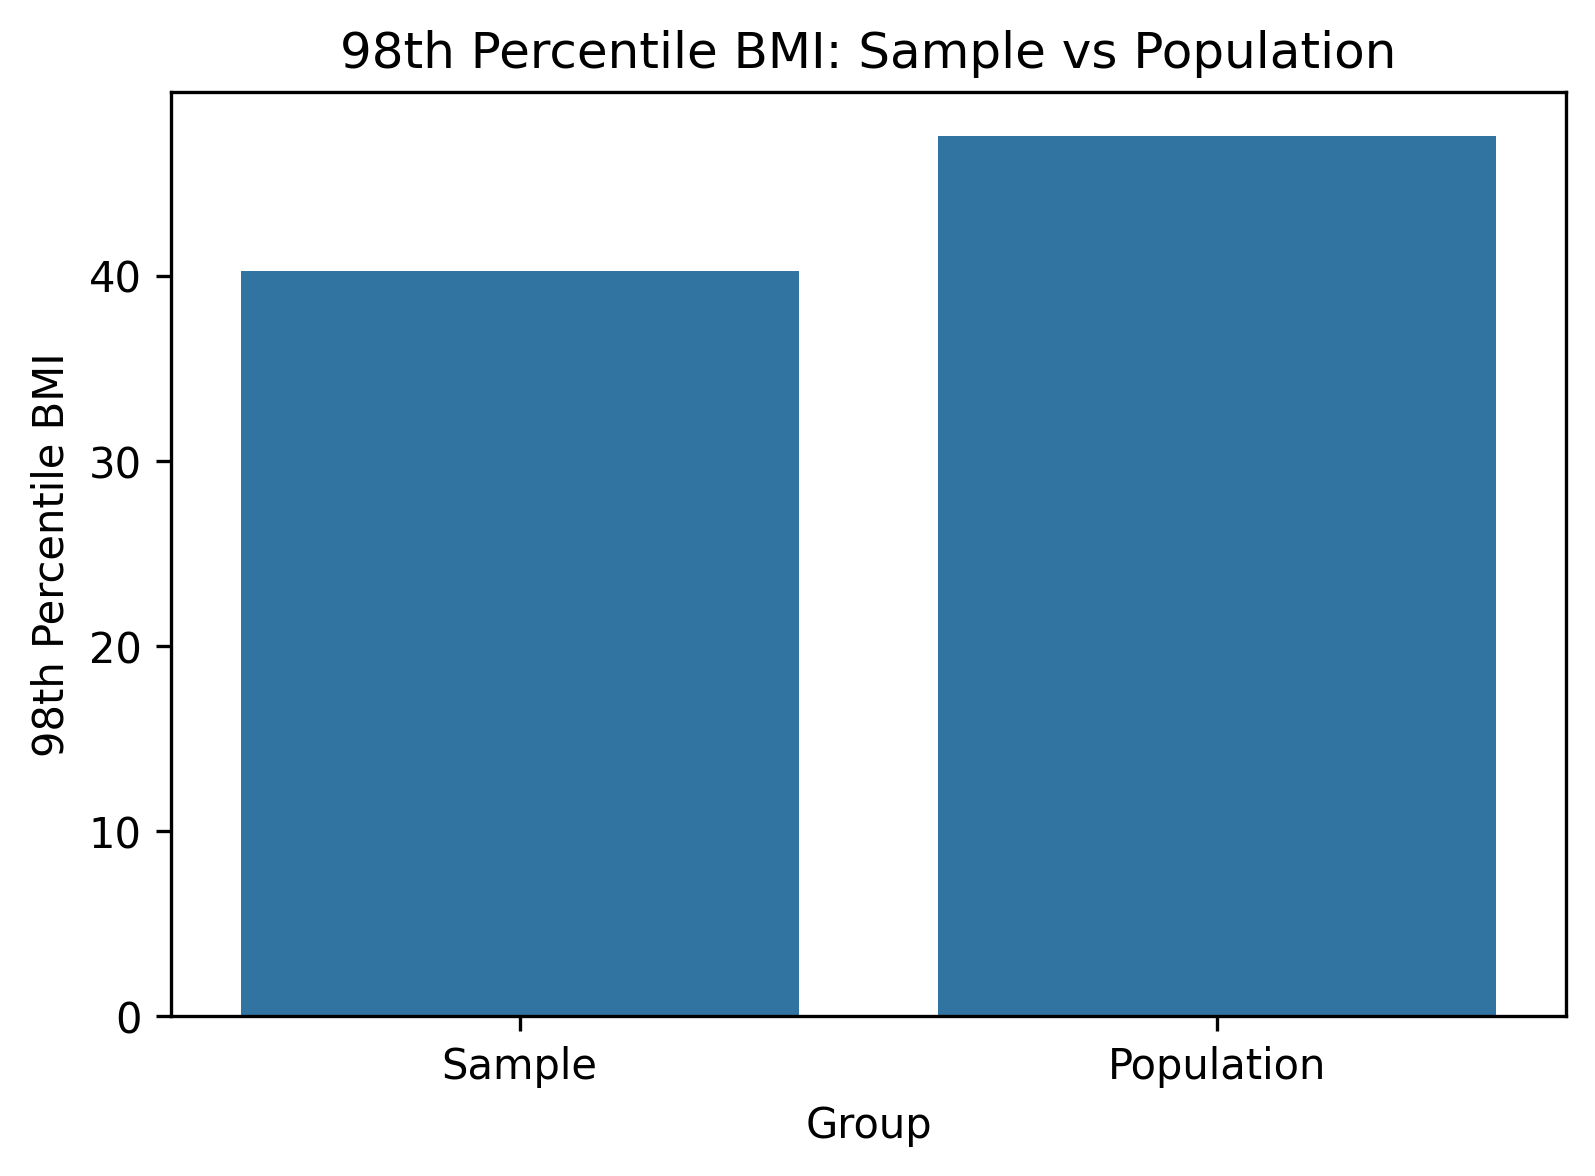 98th Percentile BMI: Sample vs Population
98th Percentile BMI
40
30
20
10
0
Sample
Population
Group